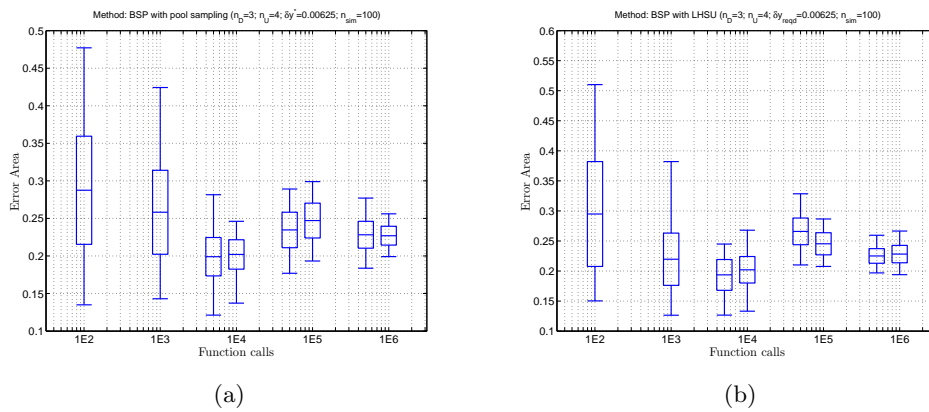 Method: BSP with pool sampling (n_D=3; n_U=4; δy*=0.00625; n_sim=100)
0.5
0.45
0.4
0.35
0.3
0.25
0.2
0.15
0.1
Error Area
1E2 1E3 1E4 1E5 1E6
Function calls
(a)
Method: BSP with LHSU (n_D=3; n_U=4; δy_reqd=0.00625; n_sim=100)
0.6
0.55
0.5
0.45
0.4
0.35
0.3
0.25
0.2
0.15
0.1
Error Area
1E2 1E3 1E4 1E5 1E6
Function calls
(b)